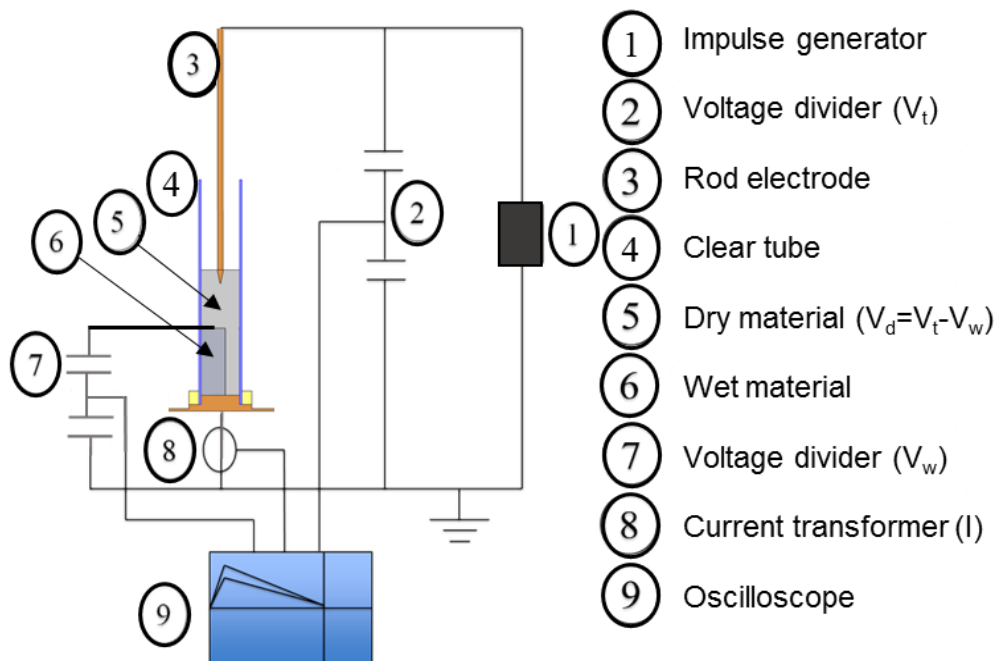 3
4
5
6
2
1
7
8
9
1 Impulse generator
2 Voltage divider (Vt)
3 Rod electrode
4 Clear tube
5 Dry material (Vd=Vt-Vw)
6 Wet material
7 Voltage divider (Vw)
8 Current transformer (I)
9 Oscilloscope